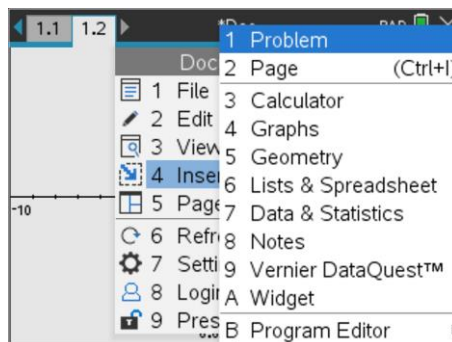 1.1 1.2 *Doc RAD
Doc
1 File
2 Edit
3 View
4 Inser
5 Page
6 Refr
7 Setti
8 Login
9 Pres
1 Problem
2 Page (Ctrl+I)
3 Calculator
4 Graphs
5 Geometry
6 Lists & Spreadsheet
7 Data & Statistics
8 Notes
9 Vernier DataQuest™
A Widget
B Program Editor
-10